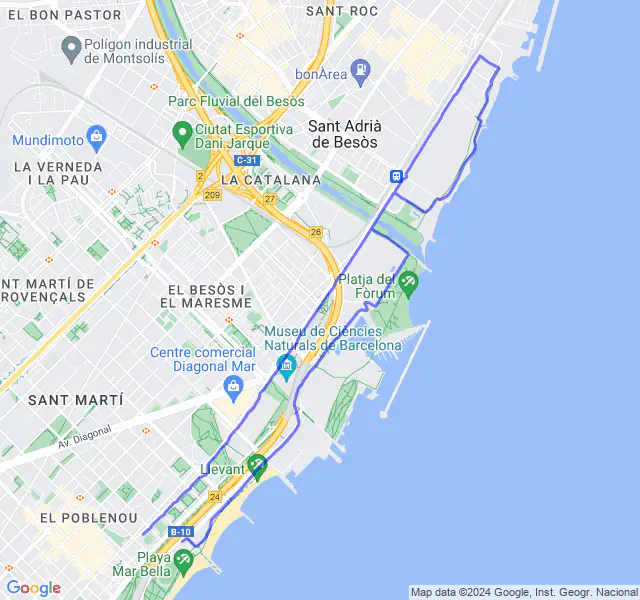 EL BON PASTOR
SANT ROC
Polígon industrial
de Montsolís
bonÀrea
Parc Fluvial del Besòs
Mundimoto
Ciutat Esportiva
Dani Jarque
Sant Adrià
de Besòs
C-31
LA VERNEDA
I LA PAU
2
LA CATALANA
209
27
26
NT MARTÍ DE
ROVENÇALS
EL BESÒS I
EL MARESME
Platja del
Fòrum
Museu de Ciències
Naturals de Barcelona
Centre comercial
Diagonal Mar
SANT MARTÍ
Av. Diagonal
Llevant
24
EL POBLENOU
B-10
Playa
Mar Bella
Google
Map data ©2024 Google, Inst. Geogr. Nacional